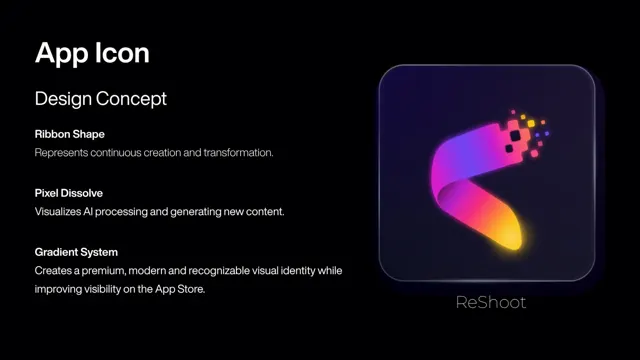 App Icon
Design Concept
Ribbon Shape
Represents continuous creation and transformation.
Pixel Dissolve
Visualizes AI processing and generating new content.
Gradient System
Creates a premium, modern and recognizable visual identity while
improving visibility on the App Store.
ReShoot